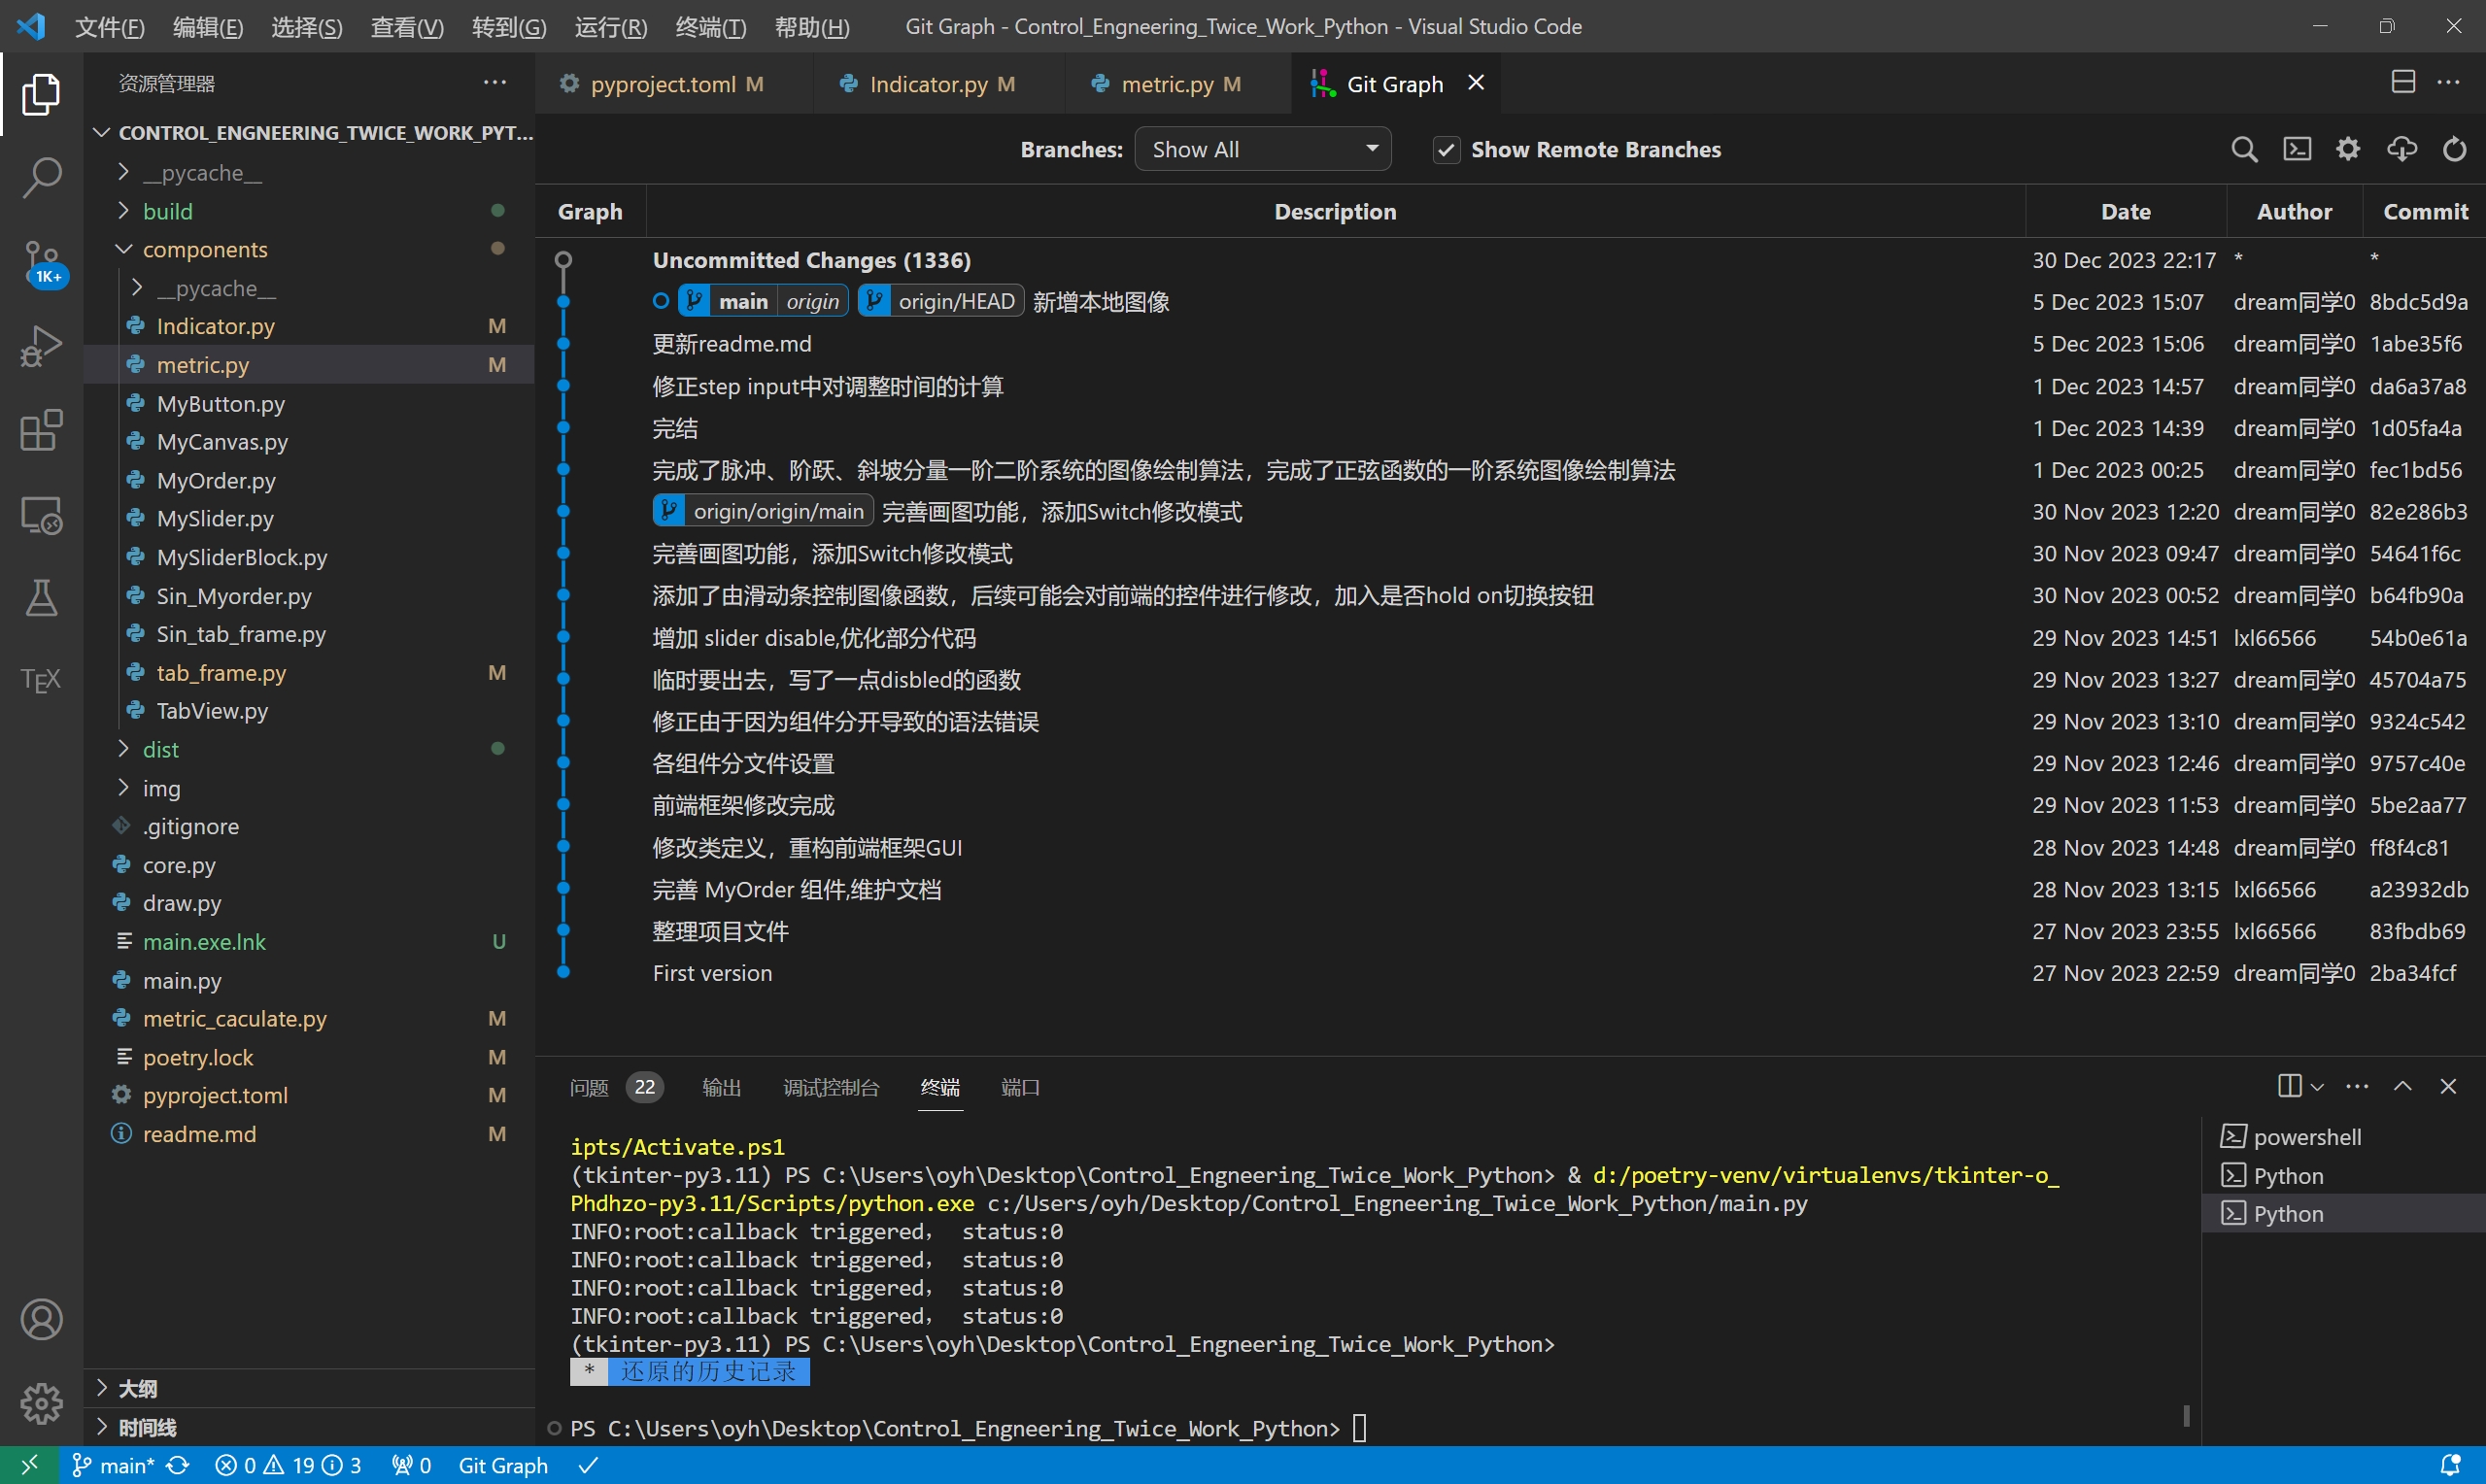 文件(F) 编辑(E) 选择(S) 查看(V) 转到(G) 运行(R) 终端(T) 帮助(H) Git Graph - Control_Engneering_Twice_Work_Python - Visual Studio Code
资源管理器
pyproject.toml M Indicator.py M metric.py M Git Graph
CONTROL_ENGNEERING_TWICE_WORK_PYT...
__pycache__
build
components
__pycache__
Indicator.py M
metric.py M
MyButton.py
MyCanvas.py
MyOrder.py
MySlider.py
MySliderBlock.py
Sin_Myorder.py
Sin_tab_frame.py
tab_frame.py M
TabView.py
dist
img
.gitignore
core.py
draw.py
main.exe.lnk U
main.py
metric_caculate.py M
poetry.lock M
pyproject.toml M
readme.md M
大纲
时间线
1K+
TEX
Branches: Show All Show Remote Branches
Graph Description Date Author Commit
Uncommitted Changes (1336) 30 Dec 2023 22:17 * *
main origin origin/HEAD 新增本地图像 5 Dec 2023 15:07 dream同学0 8bdc5d9a
更新readme.md 5 Dec 2023 15:06 dream同学0 1abe35f6
修正step input中对调整时间的计算 1 Dec 2023 14:57 dream同学0 da6a37a8
完结 1 Dec 2023 14:39 dream同学0 1d05fa4a
完成了脉冲、阶跃、斜坡分量一阶二阶系统的图像绘制算法，完成了正弦函数的一阶系统图像绘制算法 1 Dec 2023 00:25 dream同学0 fec1bd56
origin/origin/main 完善画图功能，添加Switch修改模式 30 Nov 2023 12:20 dream同学0 82e286b3
完善画图功能，添加Switch修改模式 30 Nov 2023 09:47 dream同学0 54641f6c
添加了由滑动条控制图像函数，后续可能会对前端的控件进行修改，加入是否hold on切换按钮 30 Nov 2023 00:52 dream同学0 b64fb90a
增加 slider disable,优化部分代码 29 Nov 2023 14:51 lxl66566 54b0e61a
临时要出去，写了一点disbled的函数 29 Nov 2023 13:27 dream同学0 45704a75
修正由于因为组件分开导致的语法错误 29 Nov 2023 13:10 dream同学0 9324c542
各组件分文件设置 29 Nov 2023 12:46 dream同学0 9757c40e
前端框架修改完成 29 Nov 2023 11:53 dream同学0 5be2aa77
修改类定义，重构前端框架GUI 28 Nov 2023 14:48 dream同学0 ff8f4c81
完善 MyOrder 组件,维护文档 28 Nov 2023 13:15 lxl66566 a23932db
整理项目文件 27 Nov 2023 23:55 lxl66566 83fbdb69
First version 27 Nov 2023 22:59 dream同学0 2ba34fcf
问题 22 输出 调试控制台 终端 端口
ipts/Activate.ps1
(tkinter-py3.11) PS C:\Users\oyh\Desktop\Control_Engneering_Twice_Work_Python> & d:/poetry-venv/virtualenvs/tkinter-o_
Phdhzo-py3.11/Scripts/python.exe c:/Users/oyh/Desktop/Control_Engneering_Twice_Work_Python/main.py
INFO:root:callback triggered， status:0
INFO:root:callback triggered， status:0
INFO:root:callback triggered， status:0
INFO:root:callback triggered， status:0
(tkinter-py3.11) PS C:\Users\oyh\Desktop\Control_Engneering_Twice_Work_Python>
* 还原的历史记录
PS C:\Users\oyh\Desktop\Control_Engneering_Twice_Work_Python>
powershell
Python
Python
main* 0 19 3 0 Git Graph